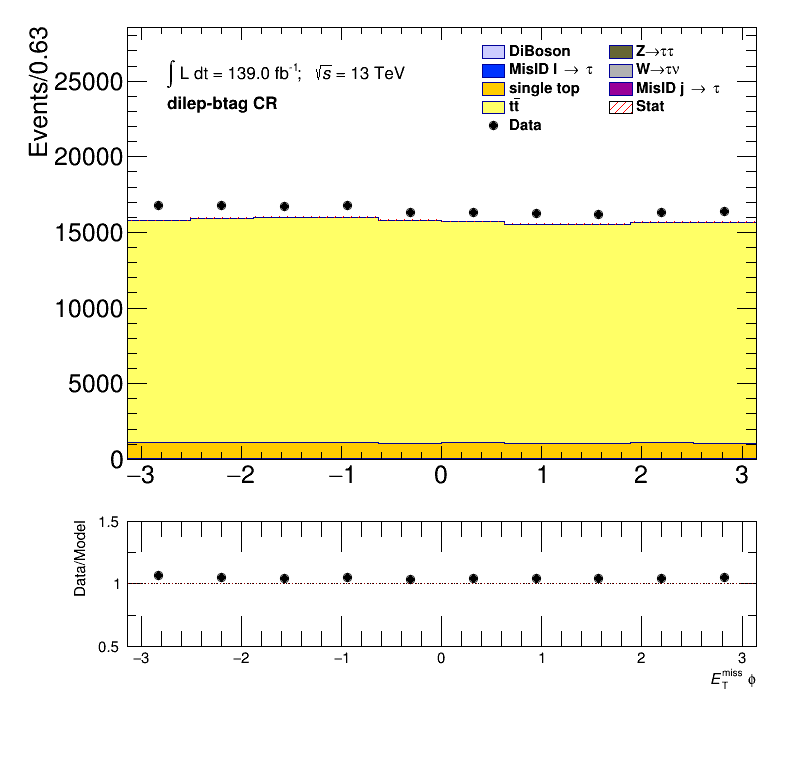 Events/0.63
25000
20000
15000
10000
5000
0
∫ L dt = 139.0 fb⁻¹; √s = 13 TeV
dilep-btag CR
DiBoson
MisID l → τ
single top
tt̄
Data
Z→ττ
W→τν
MisID j → τ
Stat
−3 −2 −1 0 1 2 3
Data/Model
1.5
1
0.5
−3 −2 −1 0 1 2 3
E_T^miss ϕ